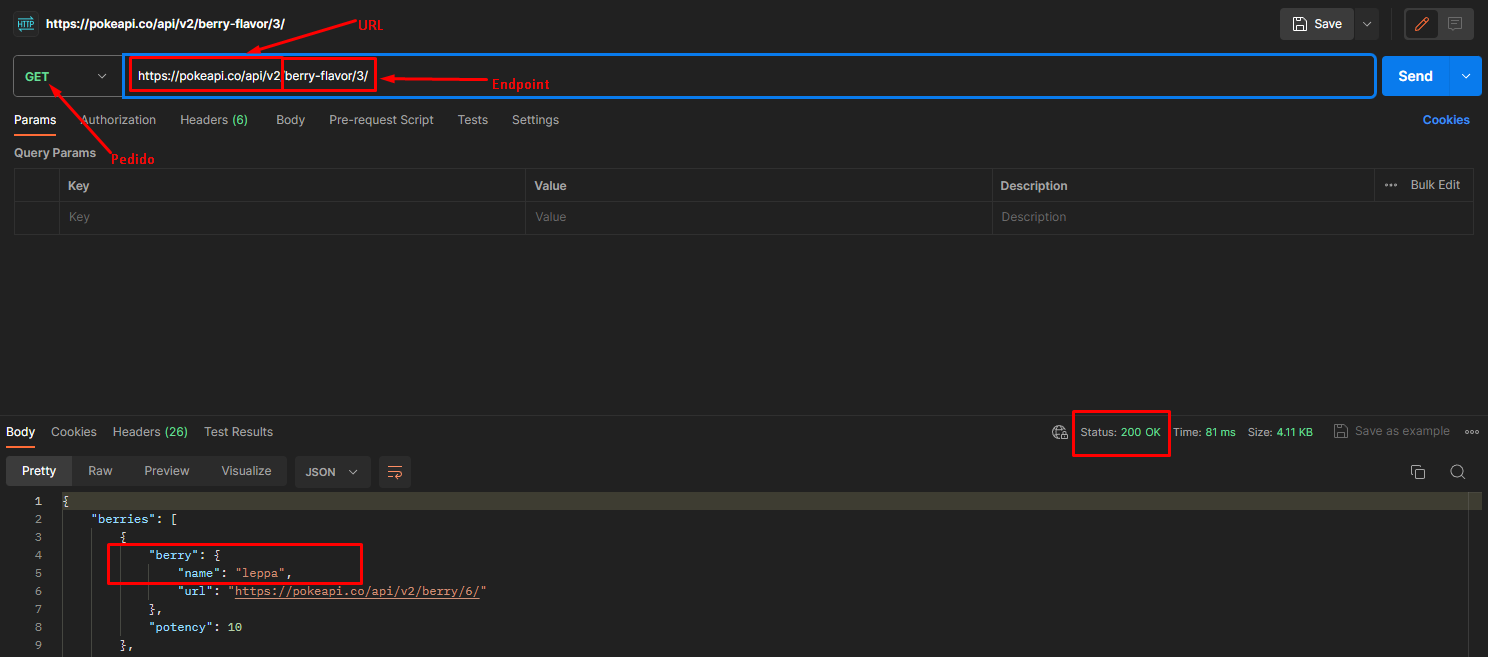 HTTP https://pokeapi.co/api/v2/berry-flavor/3/ Save
URL
GET https://pokeapi.co/api/v2/berry-flavor/3/ Send
Endpoint
Params Authorization Headers (6) Body Pre-request Script Tests Settings Cookies
Query Params
Pedido
Key Value Description ••• Bulk Edit
Key Value Description
Body Cookies Headers (26) Test Results Status: 200 OK Time: 81 ms Size: 4.11 KB Save as example
Pretty Raw Preview Visualize JSON
1 {
2 "berries": [
3 {
4 "berry": {
5 "name": "leppa",
6 "url": "https://pokeapi.co/api/v2/berry/6/"
7 },
8 "potency": 10
9 },